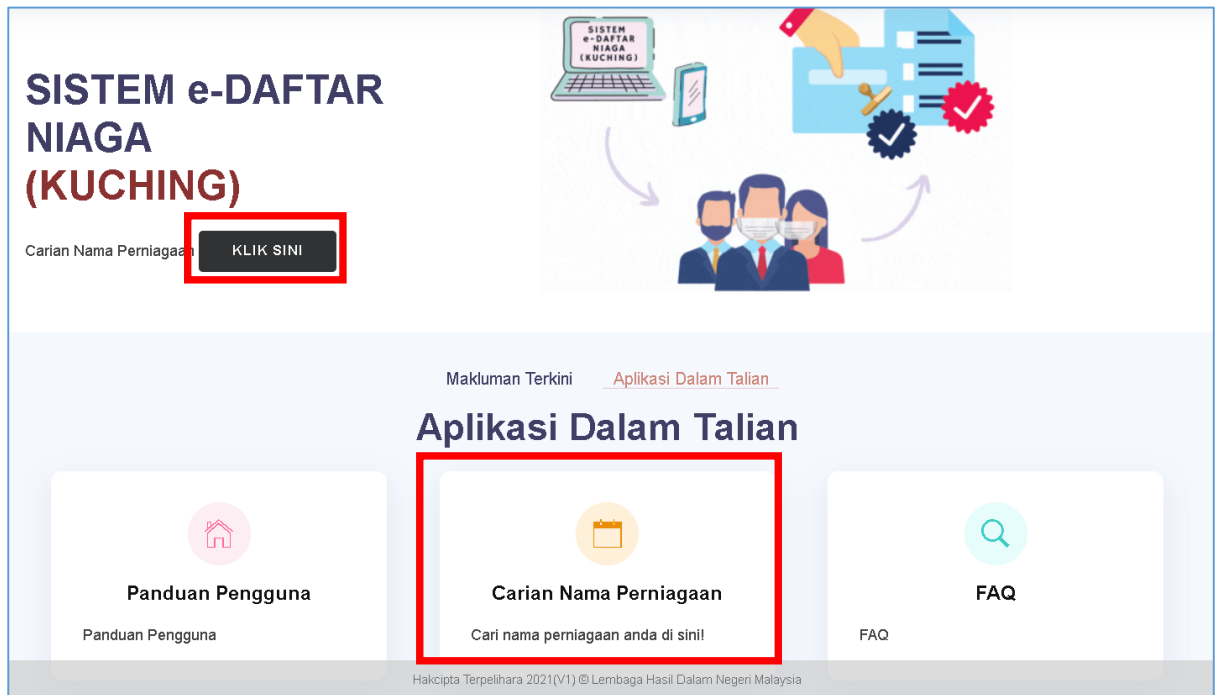 SISTEM
e-DAFTAR
NIAGA
(KUCHING)
SISTEM e-DAFTAR
NIAGA
(KUCHING)
Carian Nama Perniagaan KLIK SINI
Makluman Terkini Aplikasi Dalam Talian
Aplikasi Dalam Talian
Panduan Pengguna
Panduan Pengguna
Carian Nama Perniagaan
Cari nama perniagaan anda di sini!
FAQ
FAQ
Hakcipta Terpelihara 2021(V1) © Lembaga Hasil Dalam Negeri Malaysia